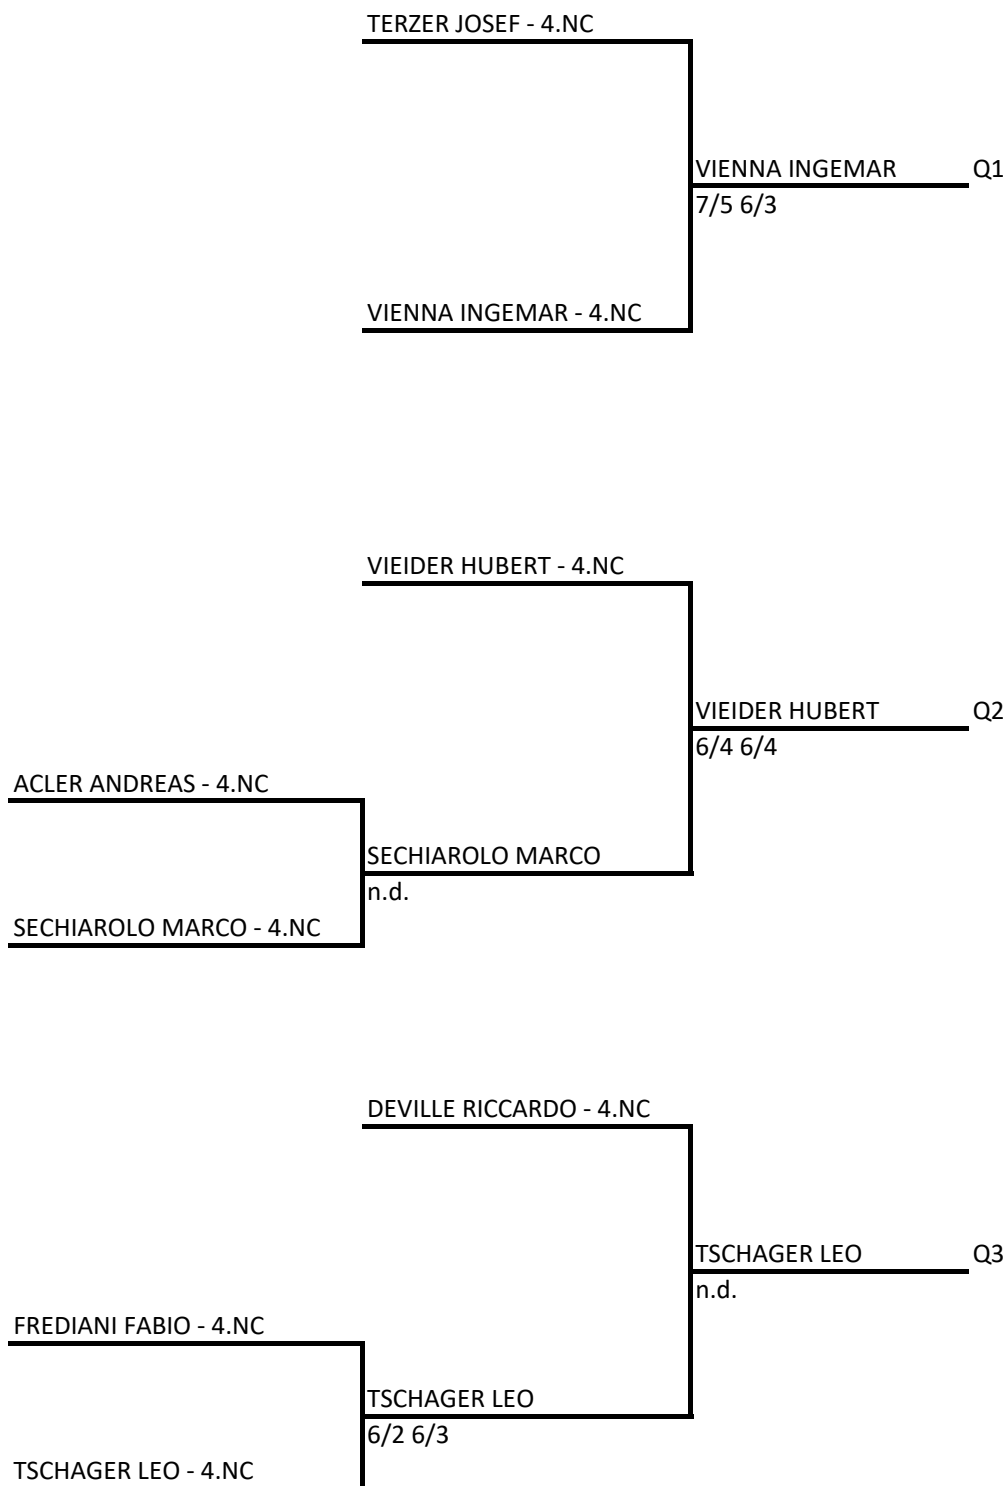 TERZER JOSEF - 4.NC
VIENNA INGEMAR Q1
7/5 6/3
VIENNA INGEMAR - 4.NC
VIEIDER HUBERT - 4.NC
VIEIDER HUBERT Q2
6/4 6/4
ACLER ANDREAS - 4.NC
SECHIAROLO MARCO
n.d.
SECHIAROLO MARCO - 4.NC
DEVILLE RICCARDO - 4.NC
TSCHAGER LEO Q3
n.d.
FREDIANI FABIO - 4.NC
TSCHAGER LEO
6/2 6/3
TSCHAGER LEO - 4.NC